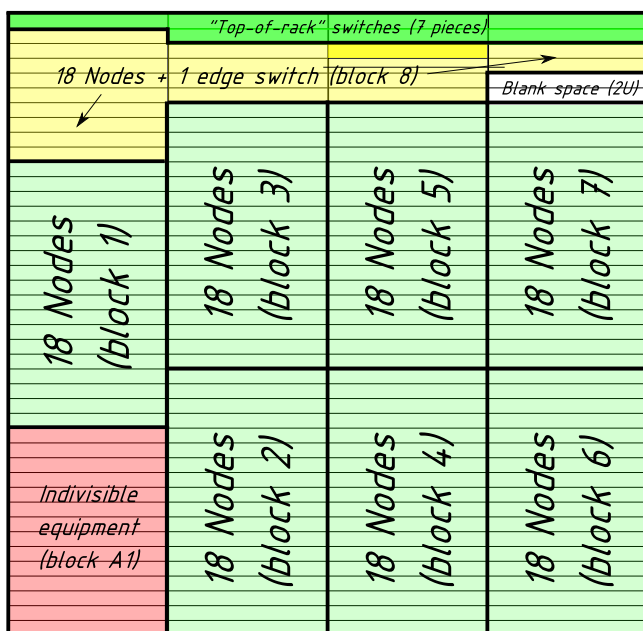 "Top-of-rack" switches (7 pieces)
18 Nodes + 1 edge switch (block 8)
Blank space (2U)
18 Nodes
(block 1)
18 Nodes
(block 3)
18 Nodes
(block 5)
18 Nodes
(block 7)
Indivisible
equipment
(block A1)
18 Nodes
(block 2)
18 Nodes
(block 4)
18 Nodes
(block 6)